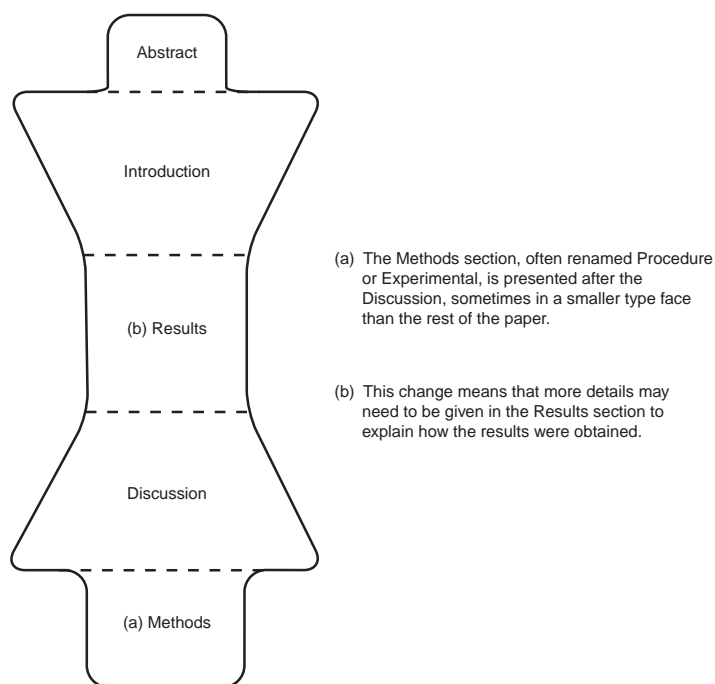 Abstract
Introduction
(b) Results
Discussion
(a) Methods
(a) The Methods section, often renamed Procedure
or Experimental, is presented after the
Discussion, sometimes in a smaller type face
than the rest of the paper.
(b) This change means that more details may
need to be given in the Results section to
explain how the results were obtained.